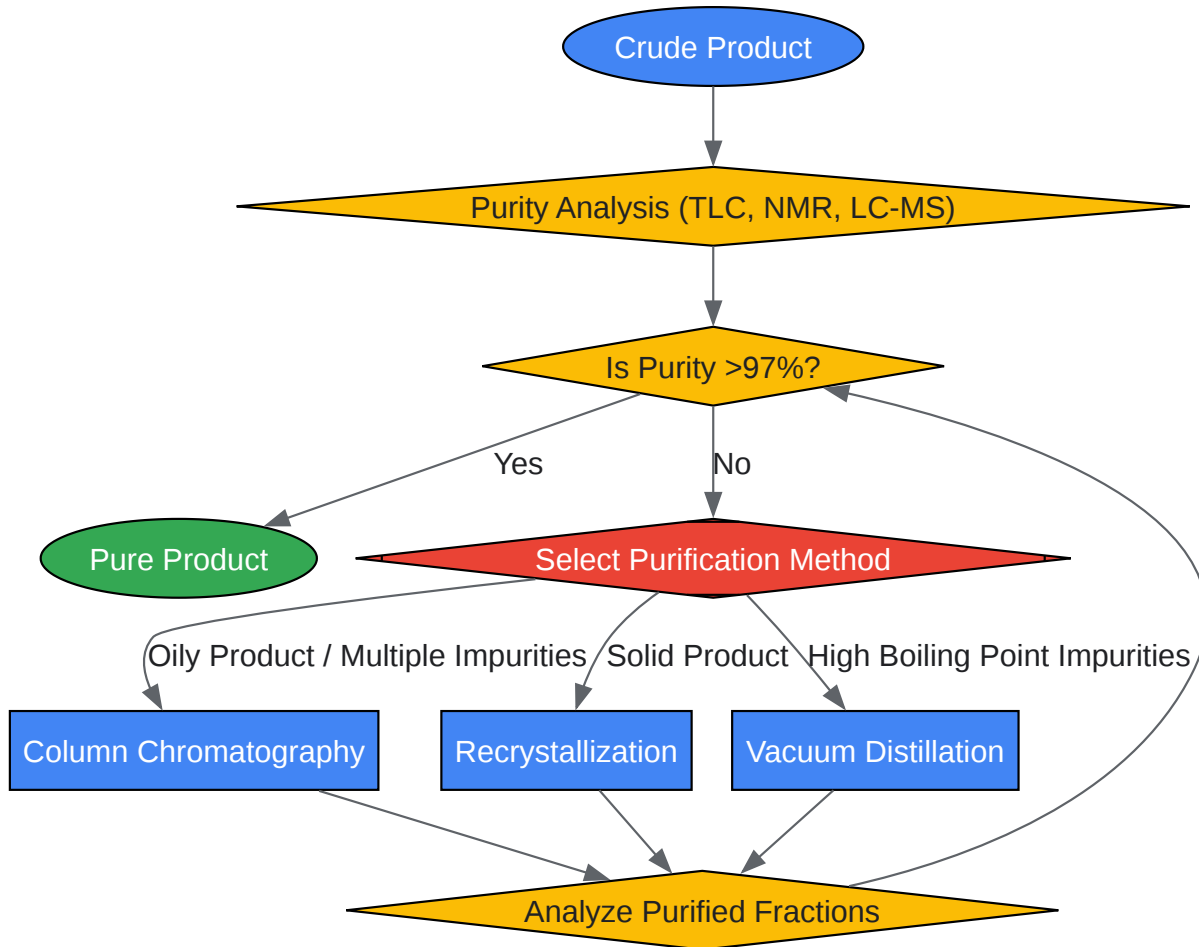 Crude Product
Purity Analysis (TLC, NMR, LC-MS)
Is Purity >97%?
Yes
No
Pure Product
Select Purification Method
Oily Product / Multiple Impurities
Solid Product
High Boiling Point Impurities
Column Chromatography
Recrystallization
Vacuum Distillation
Analyze Purified Fractions